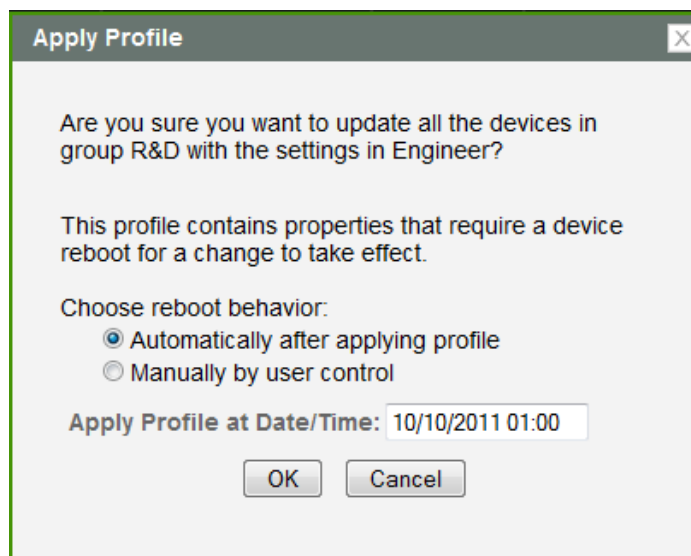 Apply Profile
X
Are you sure you want to update all the devices in
group R&D with the settings in Engineer?
This profile contains properties that require a device
reboot for a change to take effect.
Choose reboot behavior:
Automatically after applying profile
Manually by user control
Apply Profile at Date/Time: 10/10/2011 01:00
OK Cancel